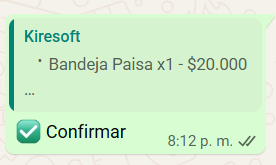 Kiresoft
· Bandeja Paisa x1 - $20.000
...
✅ Confirmar
8:12 p. m.